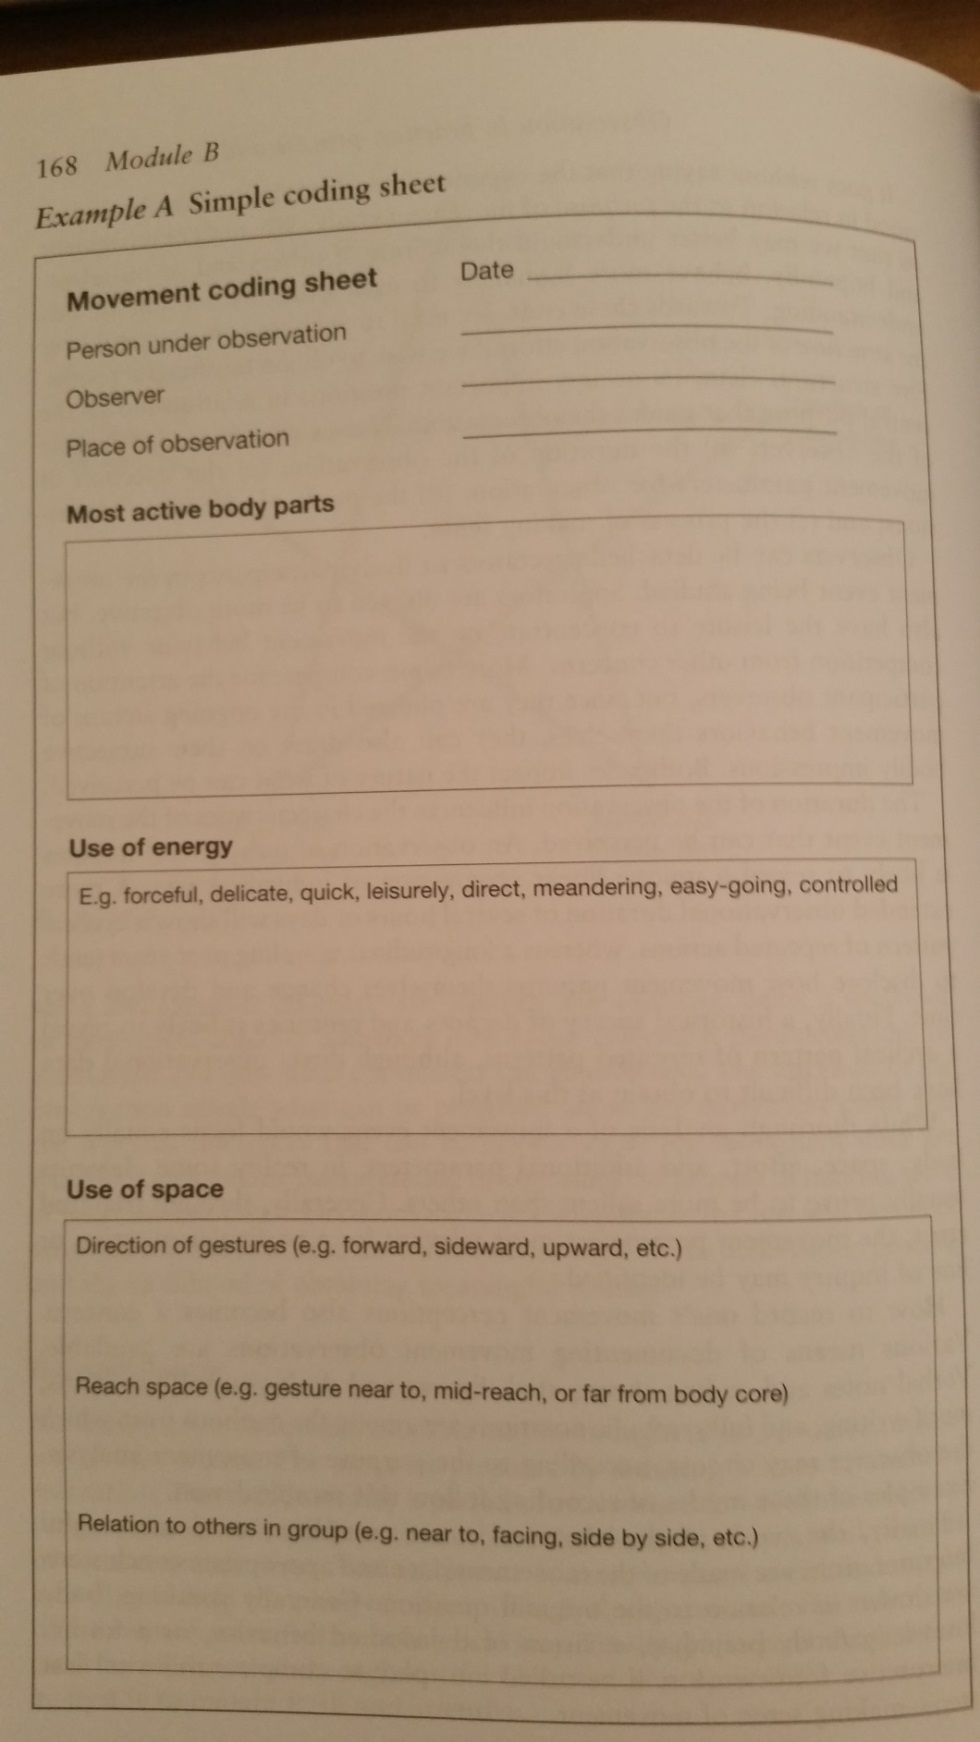 168 Module B
Example A Simple coding sheet
Movement coding sheet Date
Person under observation
Observer
Place of observation
Most active body parts
Use of energy
E.g. forceful, delicate, quick, leisurely, direct, meandering, easy-going, controlled
Use of space
Direction of gestures (e.g. forward, sideward, upward, etc.)
Reach space (e.g. gesture near to, mid-reach, or far from body core)
Relation to others in group (e.g. near to, facing, side by side, etc.)